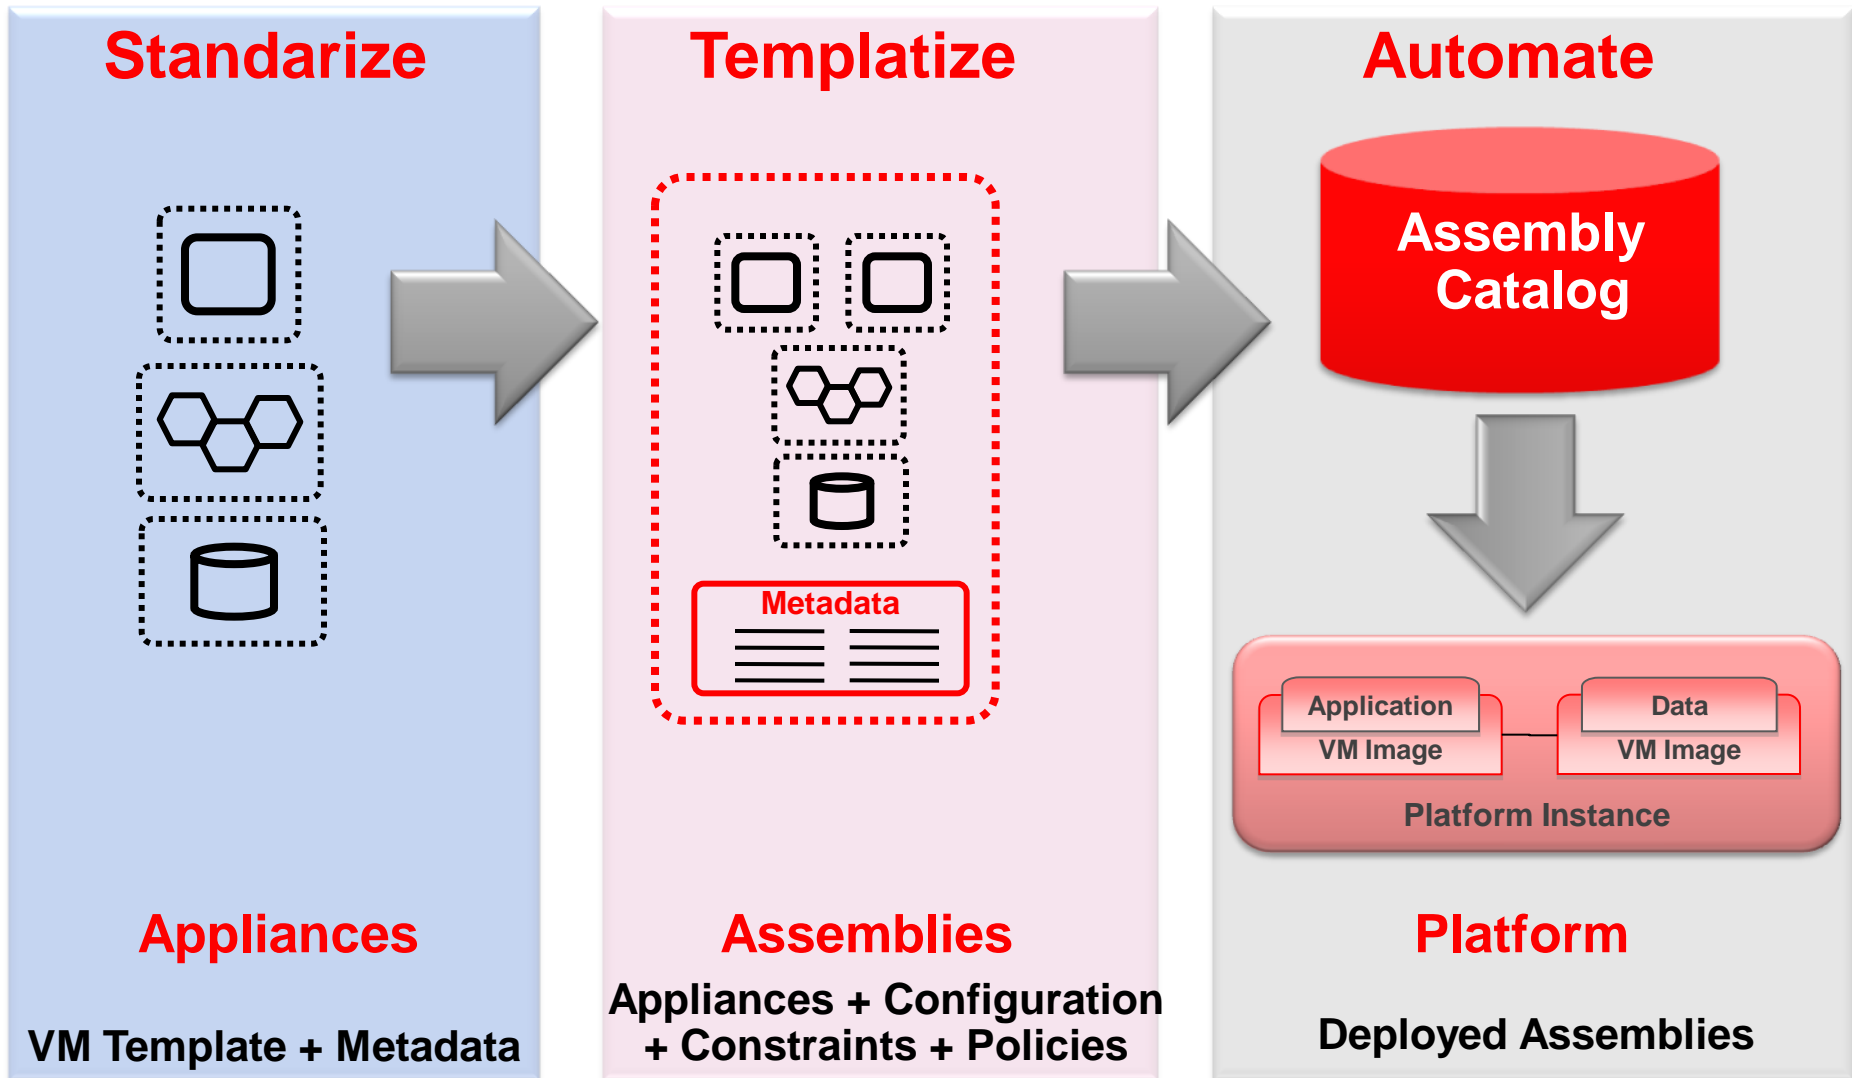 Standarize
Appliances
VM Template + Metadata
Templatize
Metadata
Assemblies
Appliances + Configuration
+ Constraints + Policies
Automate
Assembly
Catalog
Application
VM Image
Data
VM Image
Platform Instance
Platform
Deployed Assemblies